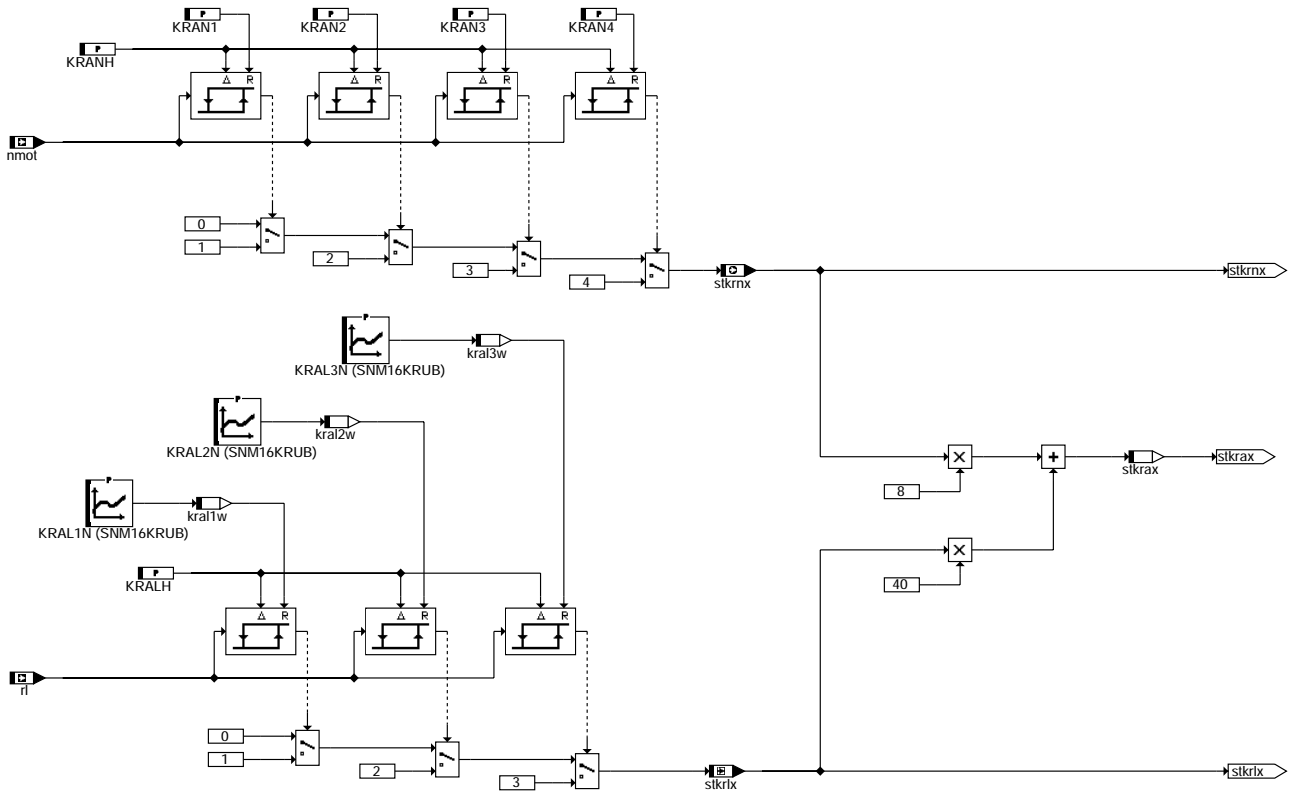 P P P P
KRAN1 KRAN2 KRAN3 KRAN4
P
KRANH
Δ R Δ R Δ R Δ R
nmot
0
1
2
3
4
stkrnx
stkrnx
P
kral3w
KRAL3N (SNM16KRUB)
P
kral2w
KRAL2N (SNM16KRUB)
P
kral1w
KRAL1N (SNM16KRUB)
× + stkrax
stkrax
8
×
40
P
KRALH
Δ R Δ R Δ R
rl
0
1
2
3
stkrlx
stkrlx